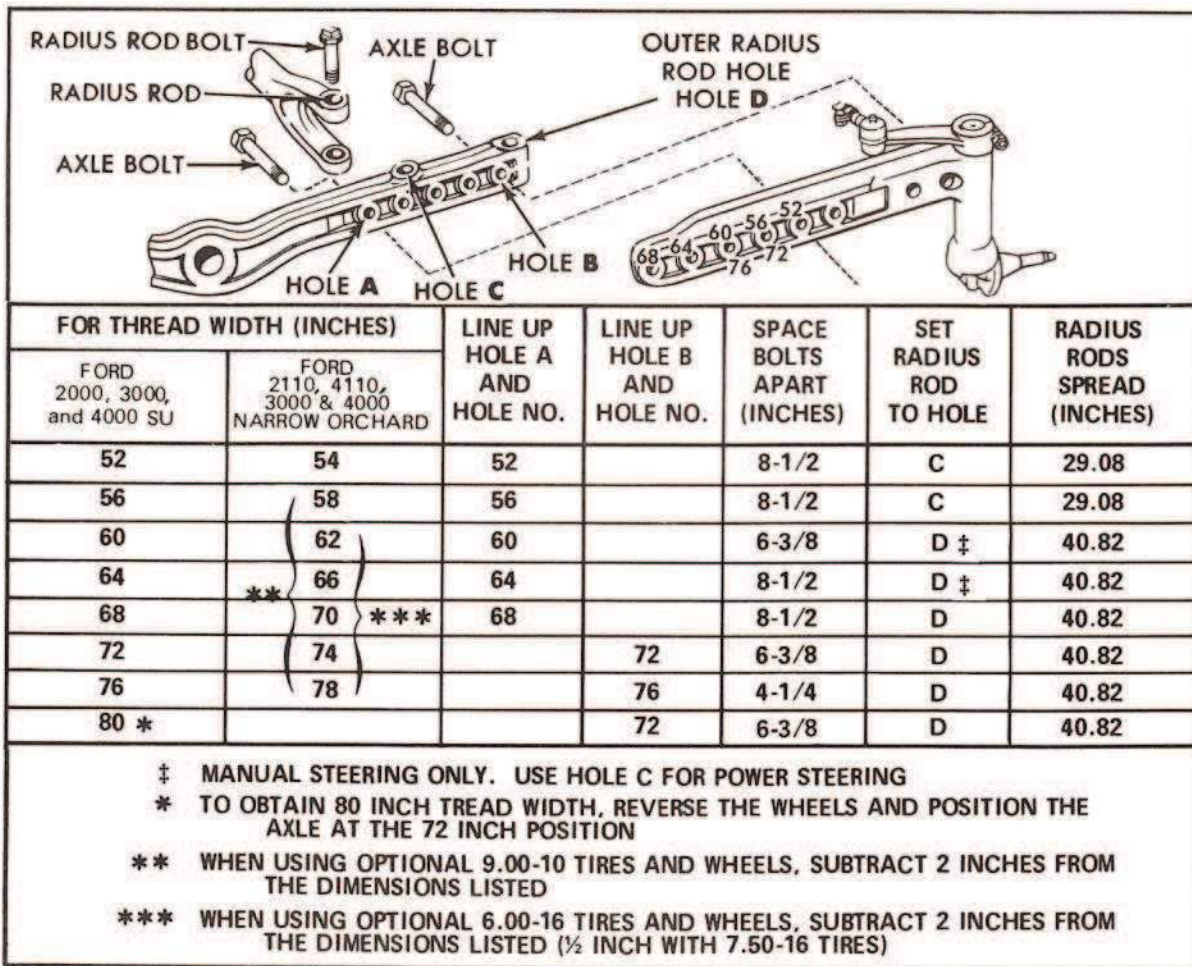 RADIUS ROD BOLT
AXLE BOLT
OUTER RADIUS
ROD HOLE
HOLE D
RADIUS ROD
AXLE BOLT
HOLE A
HOLE C
HOLE B
68 64 60 56 52
76 72
FOR THREAD WIDTH (INCHES)
FORD
2000, 3000,
and 4000 SU
FORD
2110, 4110,
3000 & 4000
NARROW ORCHARD
LINE UP
HOLE A
AND
HOLE NO.
LINE UP
HOLE B
AND
HOLE NO.
SPACE
BOLTS
APART
(INCHES)
SET
RADIUS
ROD
TO HOLE
RADIUS
RODS
SPREAD
(INCHES)
52 54 52 8-1/2 C 29.08
56 58 56 8-1/2 C 29.08
60 62 60 6-3/8 D ‡ 40.82
64 ** 66 64 8-1/2 D ‡ 40.82
68 70 *** 68 8-1/2 D 40.82
72 74 72 6-3/8 D 40.82
76 78 76 4-1/4 D 40.82
80 * 72 6-3/8 D 40.82
‡ MANUAL STEERING ONLY. USE HOLE C FOR POWER STEERING
* TO OBTAIN 80 INCH TREAD WIDTH, REVERSE THE WHEELS AND POSITION THE
AXLE AT THE 72 INCH POSITION
** WHEN USING OPTIONAL 9.00-10 TIRES AND WHEELS, SUBTRACT 2 INCHES FROM
THE DIMENSIONS LISTED
*** WHEN USING OPTIONAL 6.00-16 TIRES AND WHEELS, SUBTRACT 2 INCHES FROM
THE DIMENSIONS LISTED (½ INCH WITH 7.50-16 TIRES)